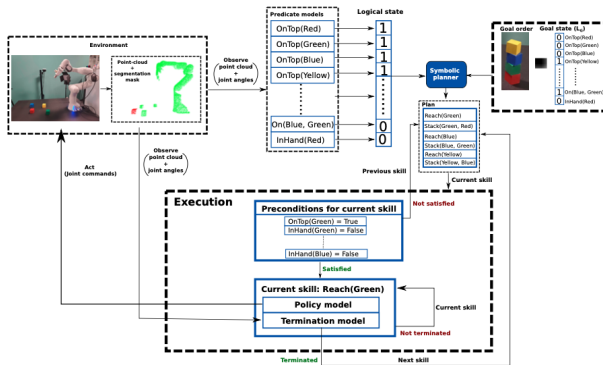 Environment
Point-cloud
+
segmentation
mask
Observe
point cloud
+
joint angles
Predicate models
OnTop(Red)
OnTop(Green)
OnTop(Blue)
OnTop(Yellow)
On(Blue, Green)
InHand(Red)
Logical state
1
1
1
1
0
0
Symbolic
planner
Goal order
Goal state (L_G)
0 OnTop(Red)
0 OnTop(Green)
0 OnTop(Blue)
1 OnTop(Yellow)
1 On(Blue, Green)
0 InHand(Red)
Plan
Reach(Green)
Stack(Green, Red)
Reach(Blue)
Stack(Blue, Green)
Reach(Yellow)
Stack(Yellow, Blue)
Act
(Joint commands)
Observe
point cloud
+
joint angles
Previous skill
Current skill
Execution
Preconditions for current skill
OnTop(Green) = True
InHand(Green) = False
InHand(Blue) = False
Not satisfied
Satisfied
Current skill: Reach(Green)
Policy model
Termination model
Current skill
Not terminated
Terminated
Next skill